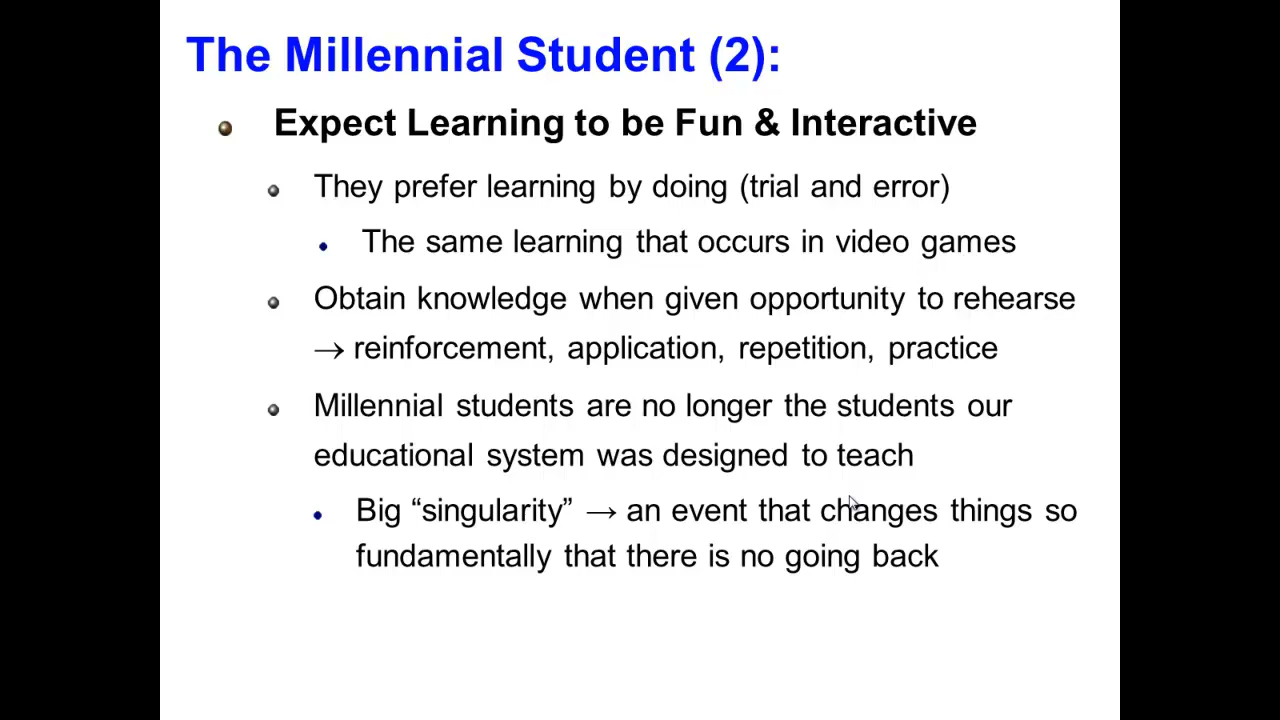 The Millennial Student (2):
Expect Learning to be Fun & Interactive
They prefer learning by doing (trial and error)
The same learning that occurs in video games
Obtain knowledge when given opportunity to rehearse
→ reinforcement, application, repetition, practice
Millennial students are no longer the students our
educational system was designed to teach
Big “singularity” → an event that changes things so
fundamentally that there is no going back